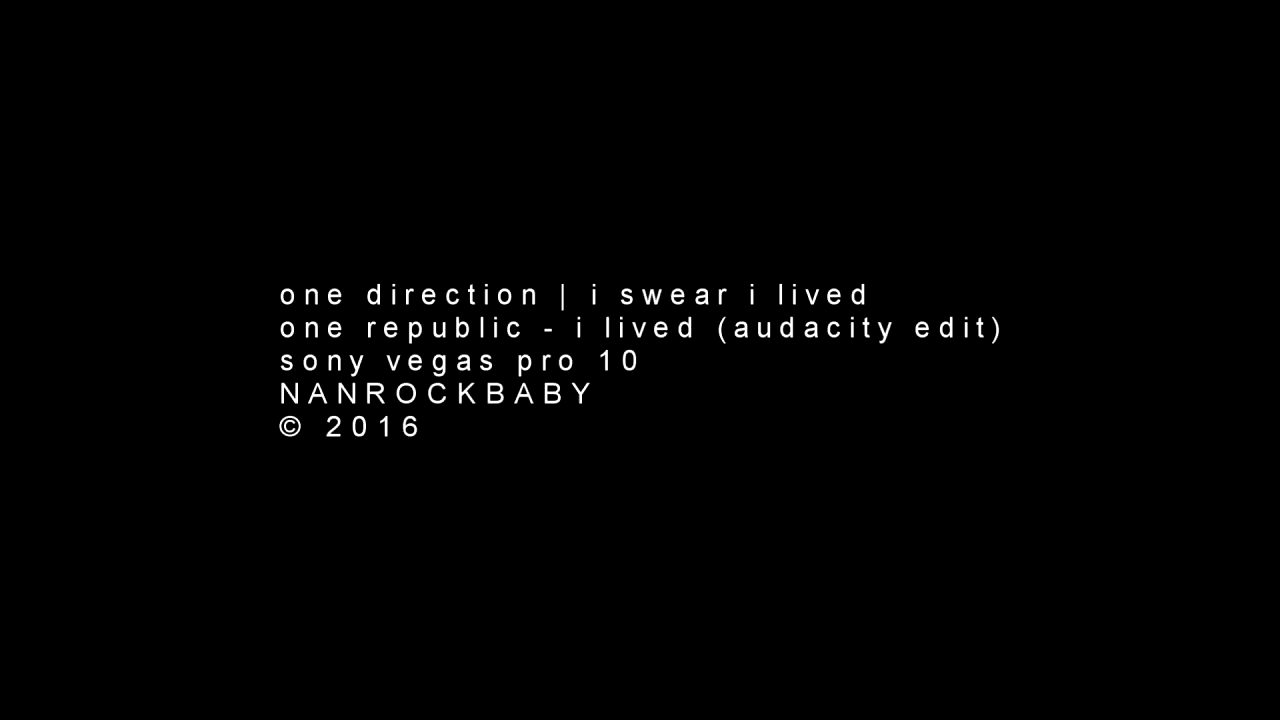 one direction | i swear i lived
one republic - i lived (audacity edit)
sony vegas pro 10
NANROCKBABY
© 2016